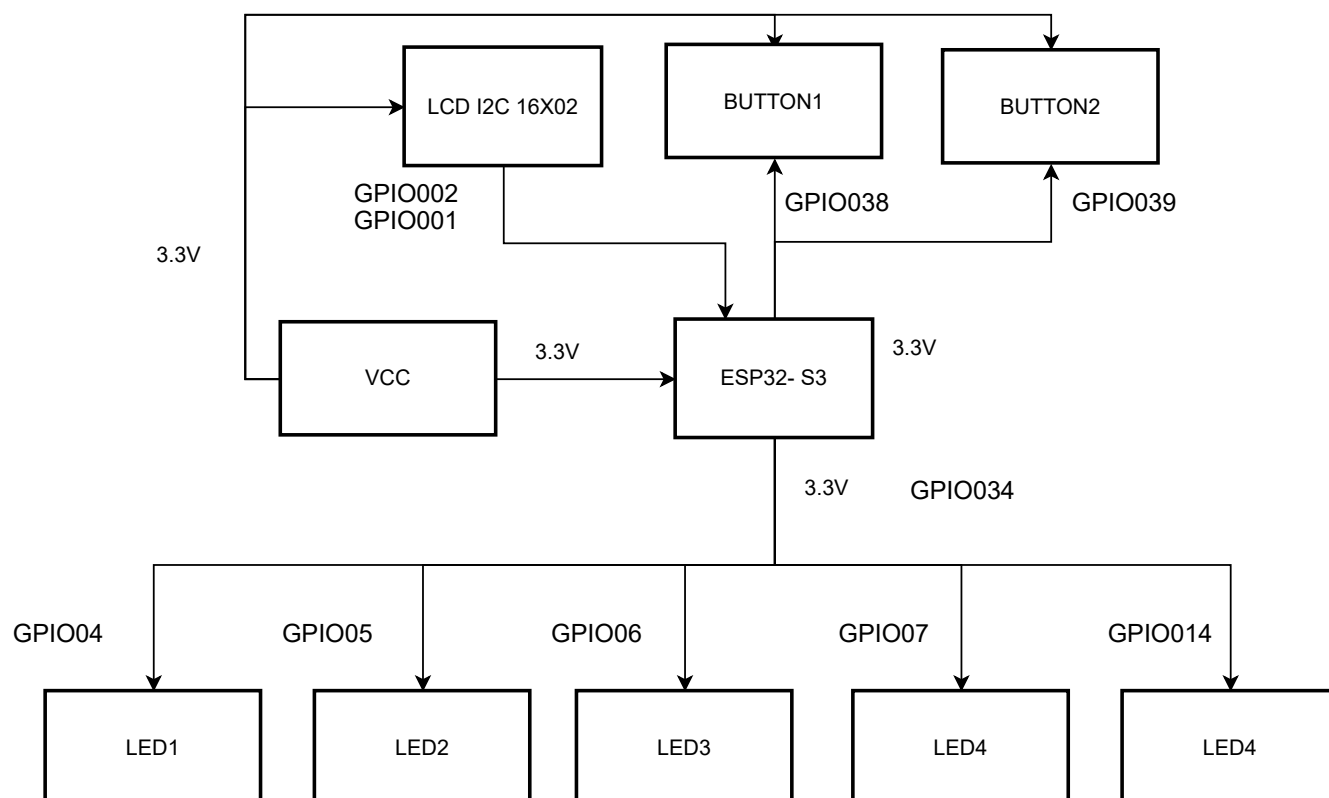 LCD I2C 16X02
BUTTON1
BUTTON2
GPIO002
GPIO001
GPIO038
GPIO039
3.3V
VCC
3.3V
ESP32- S3
3.3V
3.3V
GPIO034
GPIO04
GPIO05
GPIO06
GPIO07
GPIO014
LED1
LED2
LED3
LED4
LED4